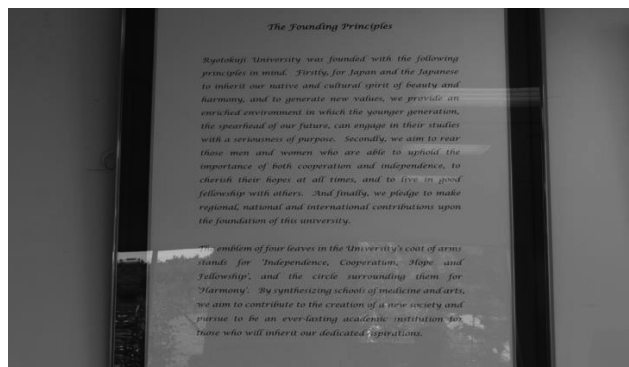 The Founding Principles
Ryotokuji University was founded with the following
principles in mind. Firstly, for Japan and the Japanese
to inherit our native and cultural spirit of beauty and
harmony, and to generate new values, we provide an
enriched environment in which the younger generation,
the spearhead of our future, can engage in their studies
with a seriousness of purpose. Secondly, we aim to rear
those men and women who are able to uphold the
importance of both cooperation and independence, to
cherish their hopes at all times, and to live in good
fellowship with others. And finally, we pledge to make
regional, national and international contributions upon
the foundation of this university.
The emblem of four leaves in the University's coat of arms
stands for 'Independence, Cooperation, Hope and
Fellowship', and the circle surrounding them for
'Harmony'. By synthesizing schools of medicine and arts,
we aim to contribute to the creation of a new society and
pursue to be an ever-lasting academic institution for
those who will inherit our dedicated aspirations.